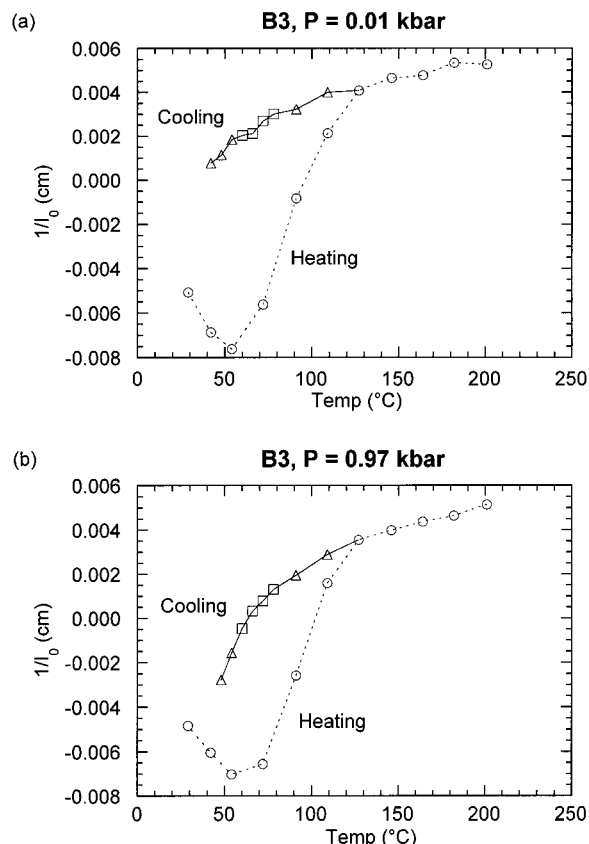 (a)
B3, P = 0.01 kbar
0.006
0.004
0.002
0.000
-0.002
-0.004
-0.006
-0.008
1/I0 (cm)
Cooling
Heating
0 50 100 150 200 250
Temp (°C)
(b)
B3, P = 0.97 kbar
0.006
0.004
0.002
0.000
-0.002
-0.004
-0.006
-0.008
1/I0 (cm)
Cooling
Heating
0 50 100 150 200 250
Temp (°C)